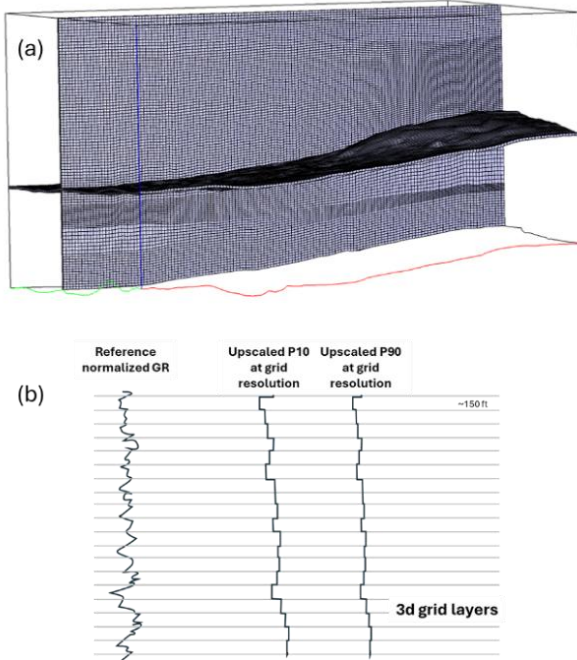 (a)
Reference
normalized GR
Upscaled P10
at grid
resolution
Upscaled P90
at grid
resolution
(b)
~150 ft
3d grid layers